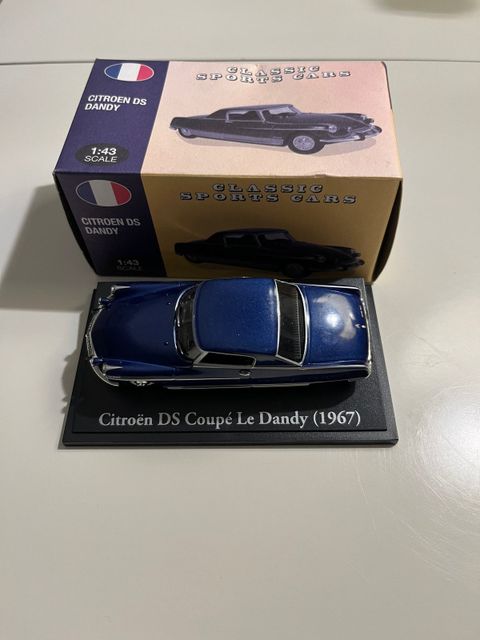 CLASSIC
SPORTS CARS
CITROEN DS
DANDY
1:43
SCALE
CLASSIC
SPORTS CARS
CITROEN DS
DANDY
1:43
SCALE
Citroën DS Coupé Le Dandy (1967)